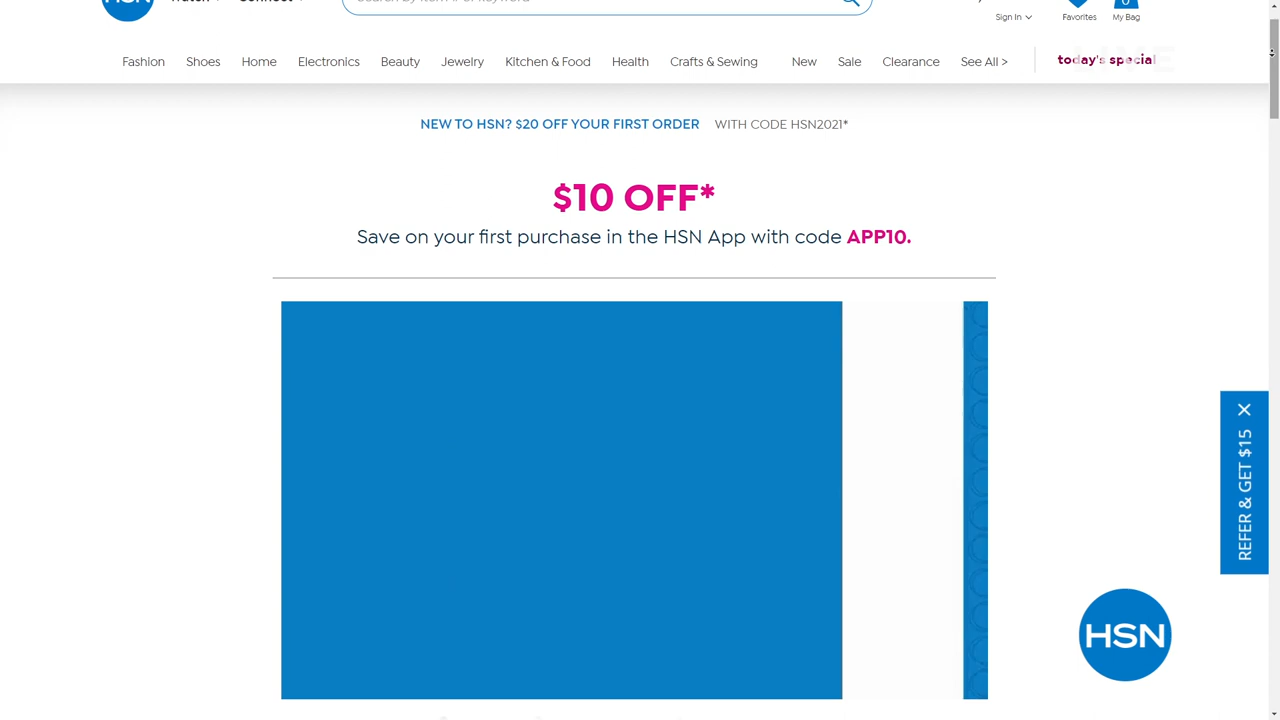 HSN
Sign In
Favorites
0
My Bag
Fashion Shoes Home Electronics Beauty Jewelry Kitchen & Food Health Crafts & Sewing New Sale Clearance See All > today's special
NEW TO HSN? $20 OFF YOUR FIRST ORDER WITH CODE HSN2021*
$10 OFF*
Save on your first purchase in the HSN App with code APP10.
REFER & GET $15
HSN